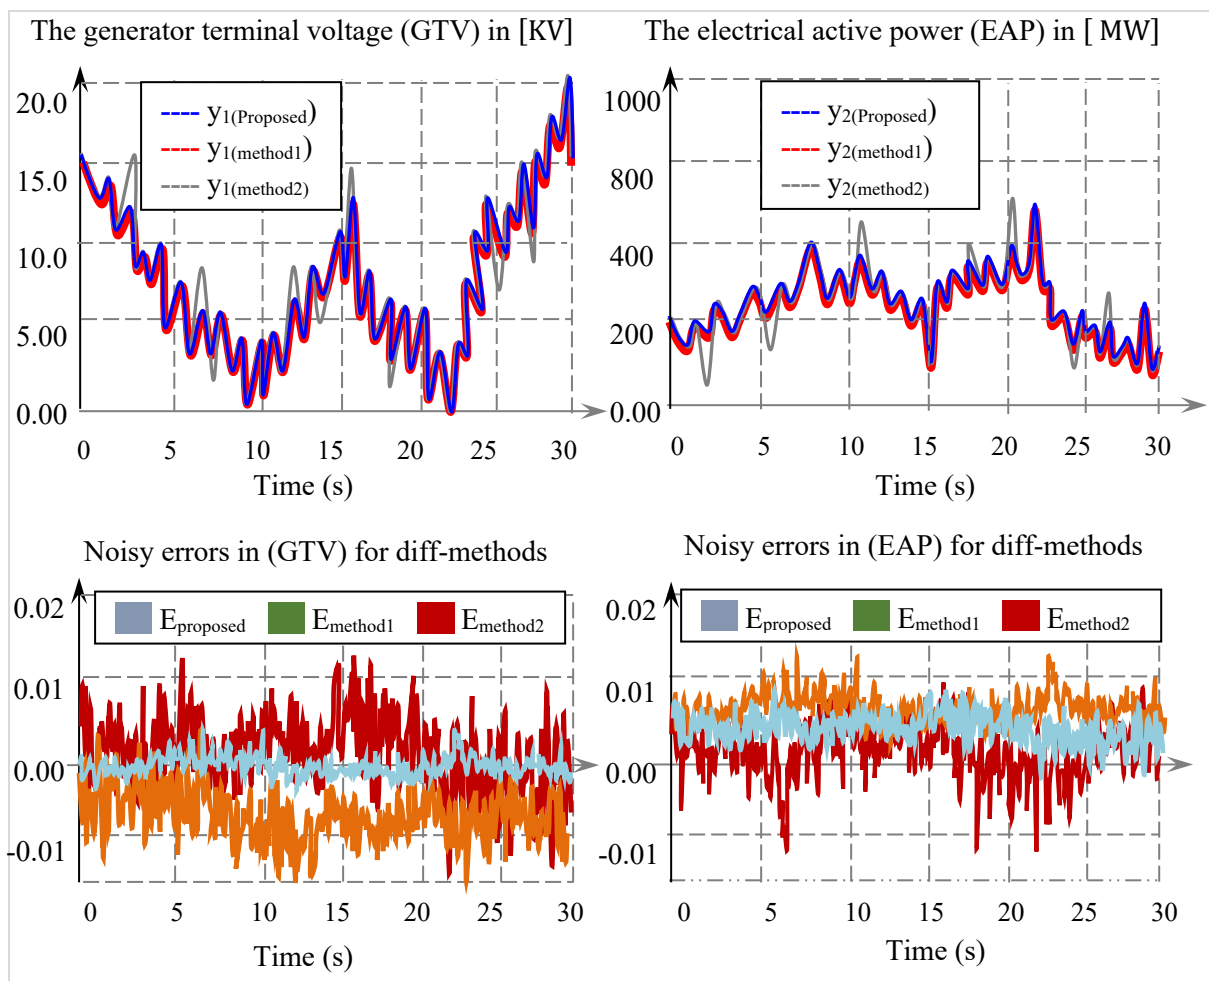 The generator terminal voltage (GTV) in [KV]
20.0
15.0
10.0
5.00
0.00
y1(Proposed)
y1(method1)
y1(method2)
0 5 10 15 20 25 30
Time (s)
The electrical active power (EAP) in [ MW]
1000
800
400
200
0.00
y2(Proposed)
y2(method1)
y2(method2)
0 5 10 15 20 25 30
Time (s)
Noisy errors in (GTV) for diff-methods
0.02
0.01
0.00
-0.01
Eproposed Emethod1 Emethod2
0 5 10 15 20 25 30
Time (s)
Noisy errors in (EAP) for diff-methods
0.02
0.01
0.00
-0.01
Eproposed Emethod1 Emethod2
0 5 10 15 20 25 30
Time (s)